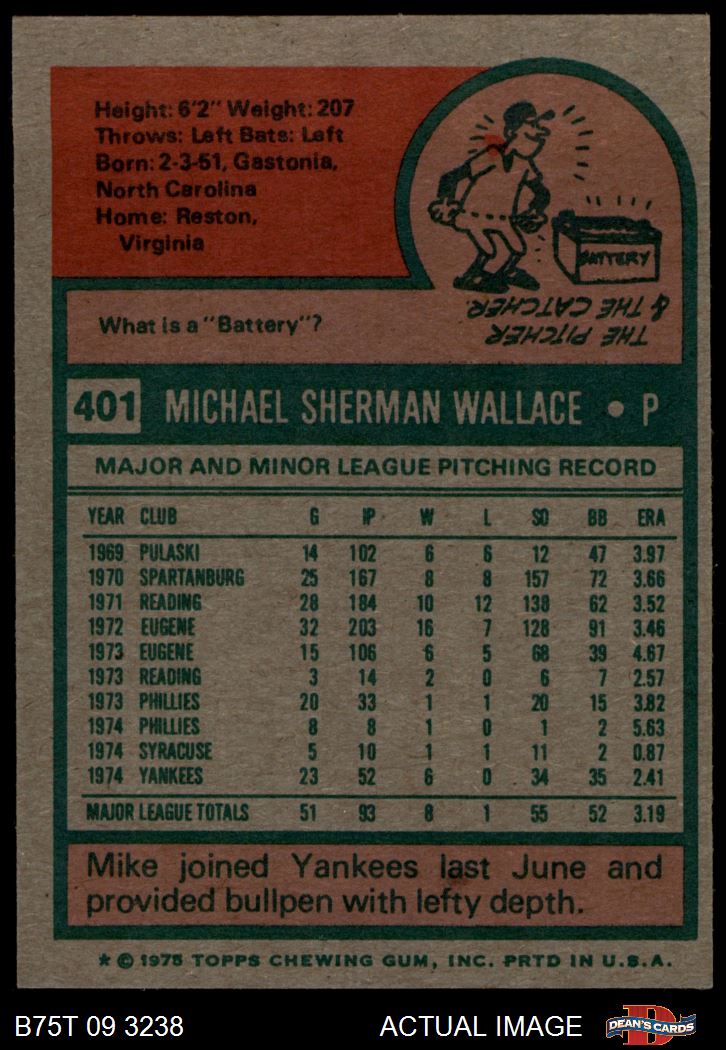 Height: 6'2" Weight: 207
Throws: Left Bats: Left
Born: 2-3-51, Gastonia,
North Carolina
Home: Reston,
Virginia
BATTERY
What is a "Battery"?
THE PITCHER
& THE CATCHER.
401 MICHAEL SHERMAN WALLACE • P
MAJOR AND MINOR LEAGUE PITCHING RECORD
YEAR CLUB G IP W L SO BB ERA
1969 PULASKI 14 102 6 6 12 47 3.97
1970 SPARTANBURG 25 167 8 8 157 72 3.66
1971 READING 28 184 10 12 138 62 3.52
1972 EUGENE 32 203 16 7 128 91 3.46
1973 EUGENE 15 106 6 5 68 39 4.67
1973 READING 3 14 2 0 6 7 2.57
1973 PHILLIES 20 33 1 1 20 15 3.82
1974 PHILLIES 8 8 1 0 1 2 5.63
1974 SYRACUSE 5 10 1 1 11 2 0.87
1974 YANKEES 23 52 6 0 34 35 2.41
MAJOR LEAGUE TOTALS 51 93 8 1 55 52 3.19
Mike joined Yankees last June and
provided bullpen with lefty depth.
* © 1975 TOPPS CHEWING GUM, INC. PRTD IN U.S.A.
B75T 09 3238 ACTUAL IMAGE D DEAN'S CARDS